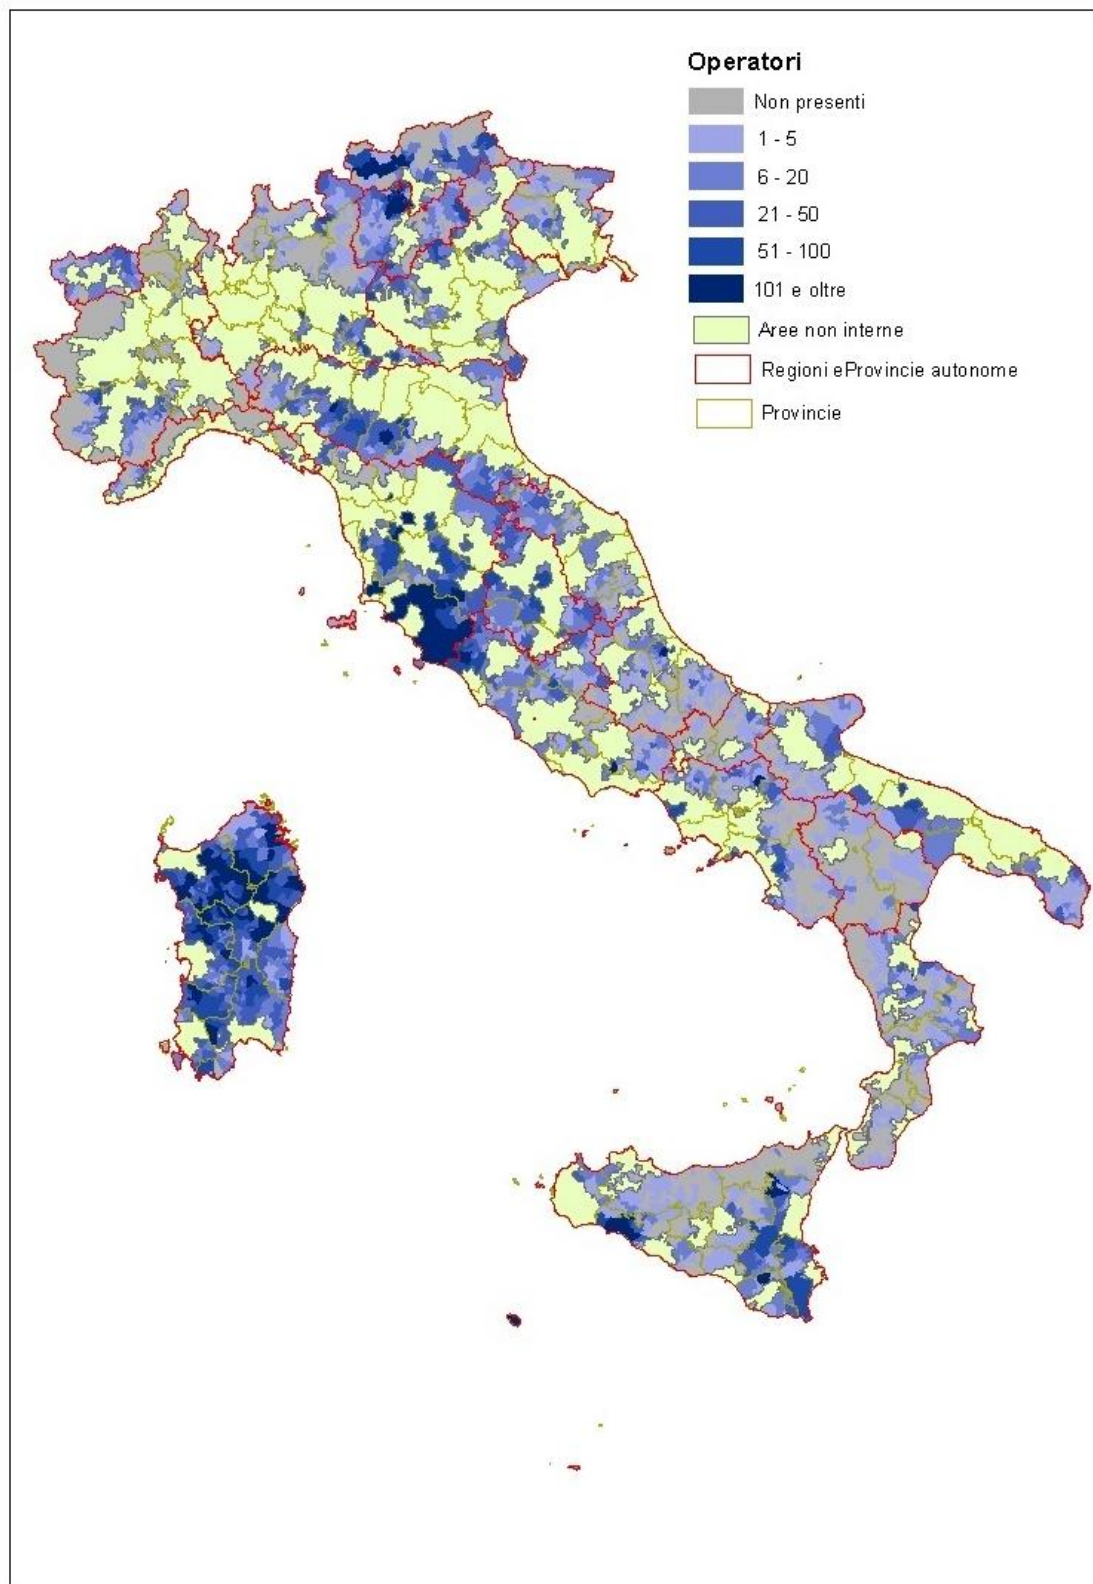 Operatori
Non presenti
1 - 5
6 - 20
21 - 50
51 - 100
101 e oltre
Aree non interne
Regioni eProvincie autonome
Provincie